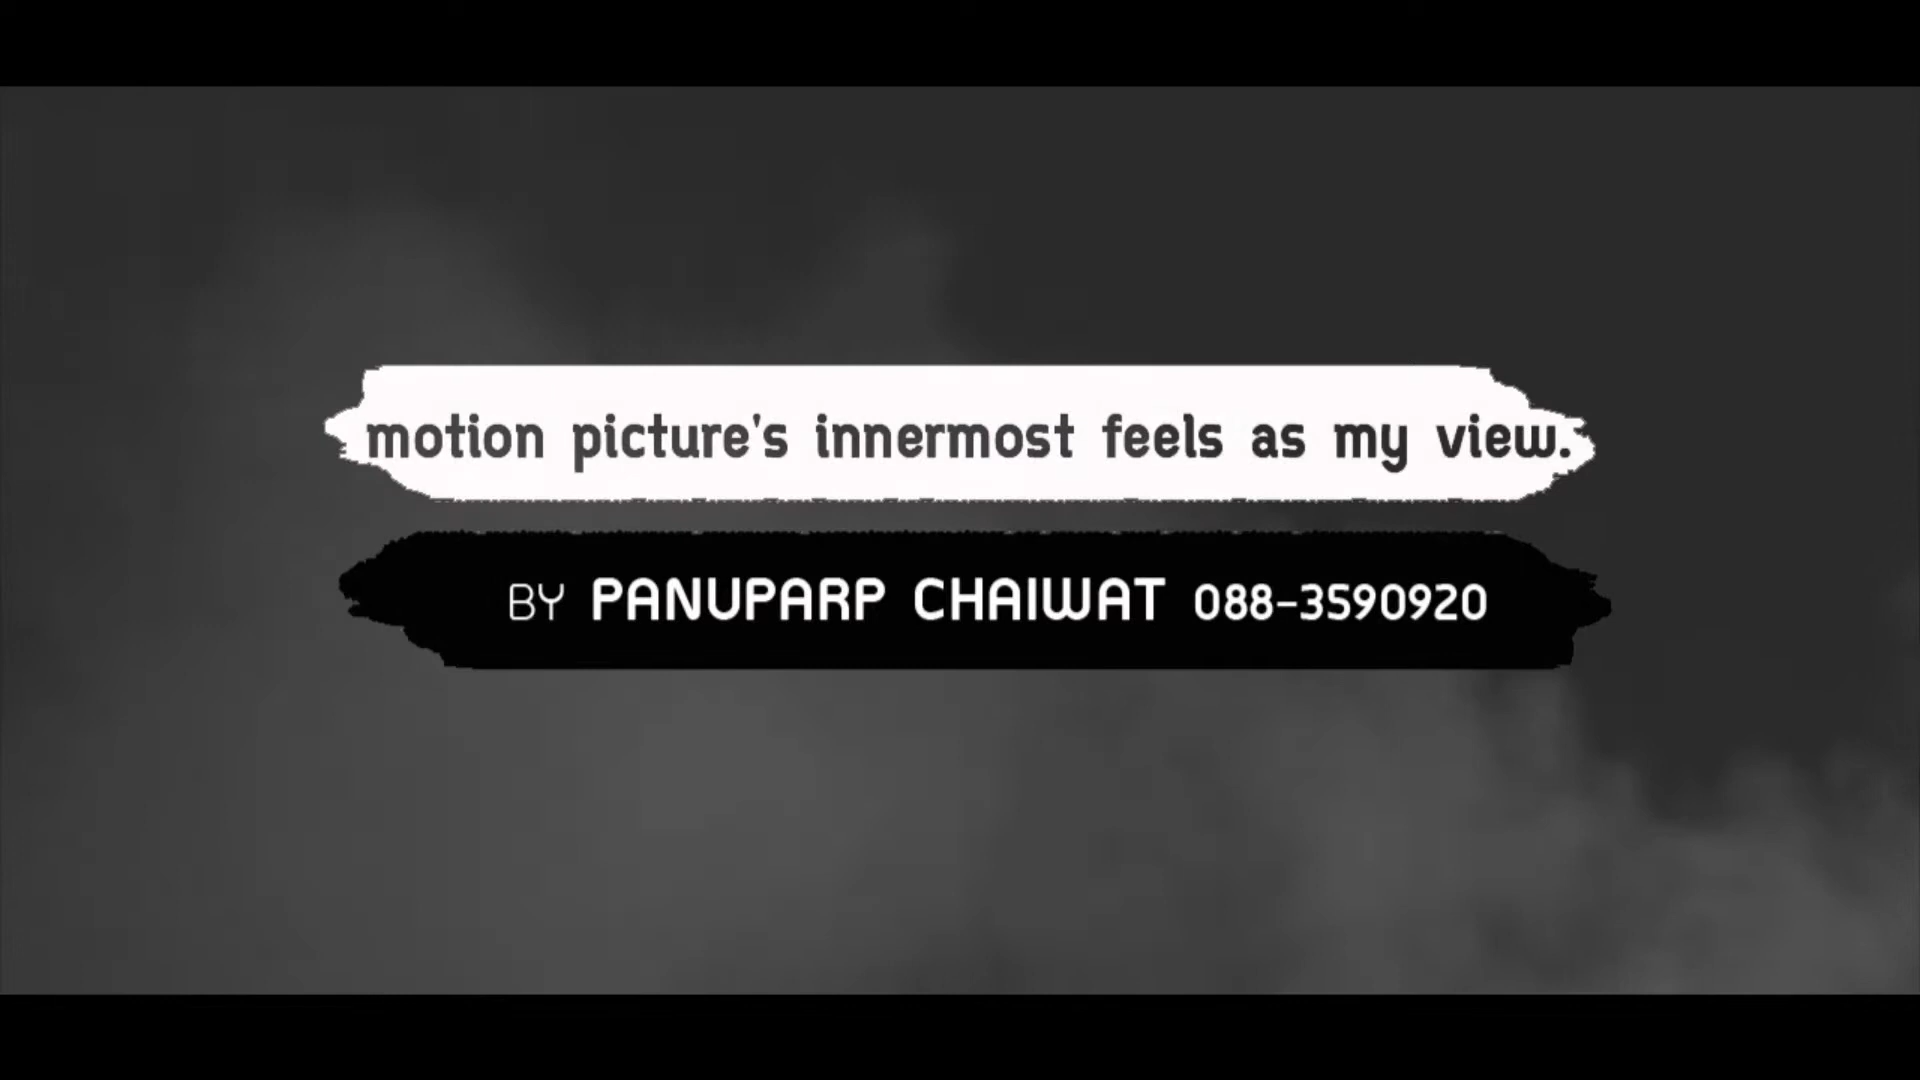 motion picture's innermost feels as my view.
BY PANUPARP CHAIWAT 088-3590920